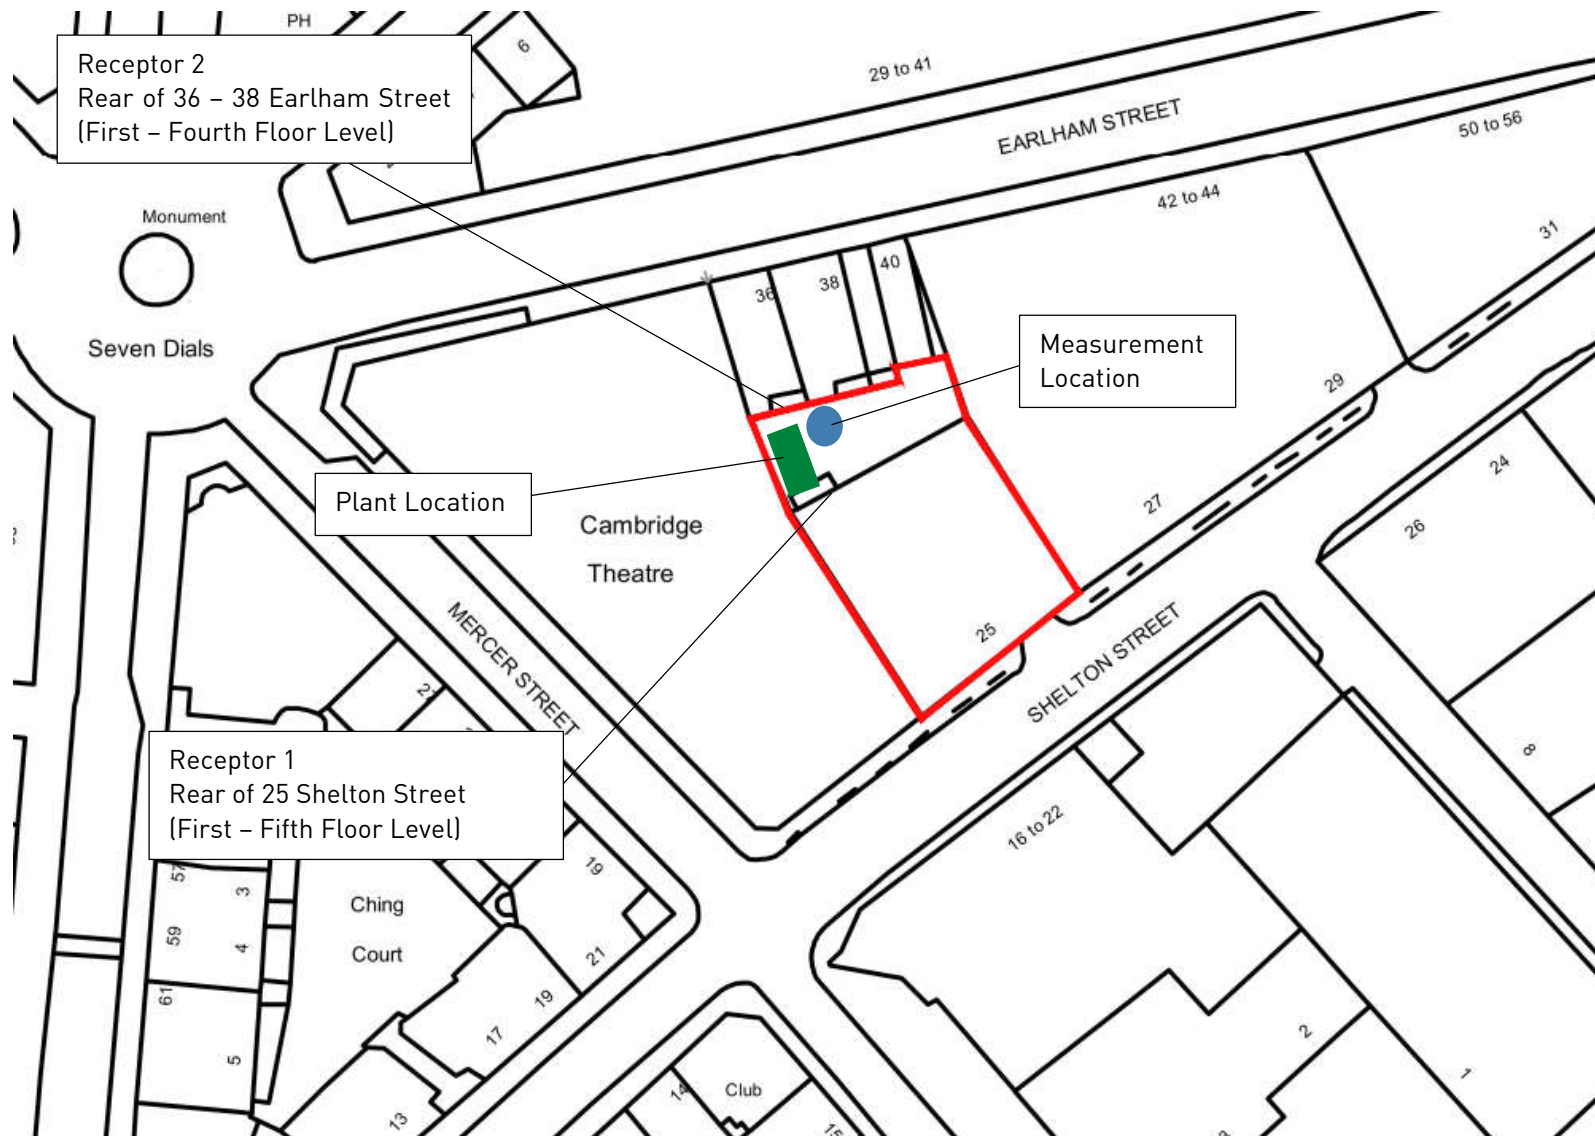 PH
6
Receptor 2
Rear of 36 – 38 Earlham Street
(First – Fourth Floor Level)
29 to 41
EARLHAM STREET
50 to 56
42 to 44
31
Monument
Seven Dials
36
38
40
Measurement
Location
29
Plant Location
Cambridge
Theatre
27
24
26
25
SHELTON STREET
MERCER STREET
8
Receptor 1
Rear of 25 Shelton Street
(First – Fifth Floor Level)
16 to 22
57
3
19
59
4
Ching
Court
21
61
19
17
5
13
14
Club
15
2
1